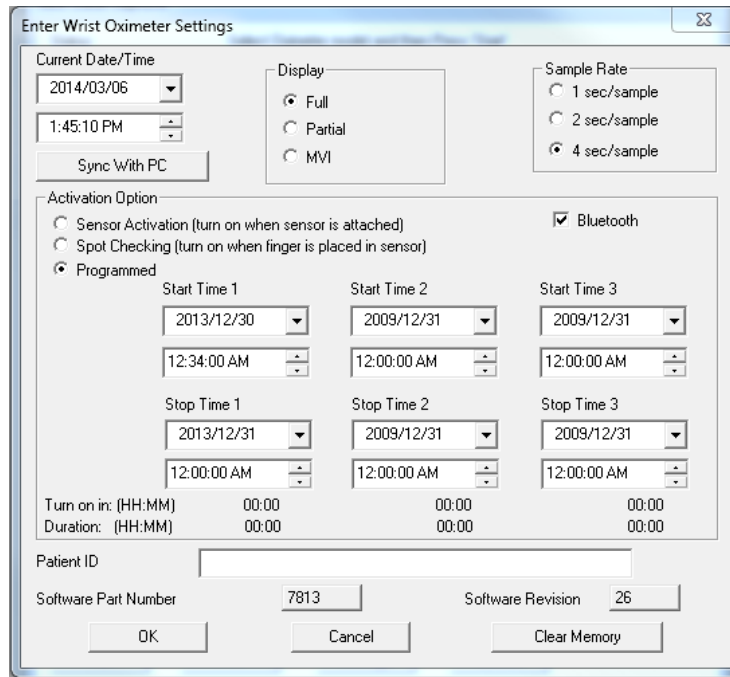 Enter Wrist Oximeter Settings
Current Date/Time
2014/03/06
1:45:10 PM
Sync With PC
Display
Full
Partial
MVI
Sample Rate
1 sec/sample
2 sec/sample
4 sec/sample
Activation Option
Sensor Activation (turn on when sensor is attached)
Spot Checking (turn on when finger is placed in sensor)
Programmed
Bluetooth
Start Time 1 Start Time 2 Start Time 3
2013/12/30 2009/12/31 2009/12/31
12:34:00 AM 12:00:00 AM 12:00:00 AM
Stop Time 1 Stop Time 2 Stop Time 3
2013/12/31 2009/12/31 2009/12/31
12:00:00 AM 12:00:00 AM 12:00:00 AM
Turn on in: (HH:MM) 00:00 00:00 00:00
Duration: (HH:MM) 00:00 00:00 00:00
Patient ID
Software Part Number 7813 Software Revision 26
OK Cancel Clear Memory